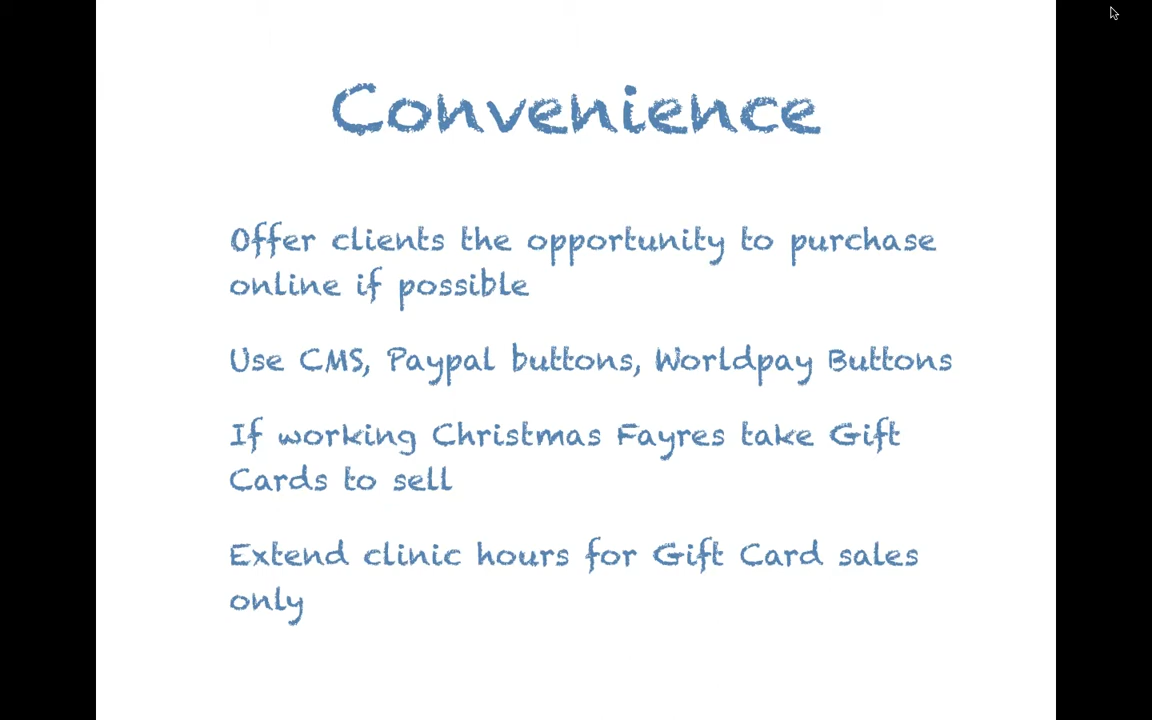 Convenience
Offer clients the opportunity to purchase
online if possible
Use CMS, Paypal buttons, Worldpay Buttons
If working Christmas Fayres take Gift
Cards to sell
Extend clinic hours for Gift Card sales
only